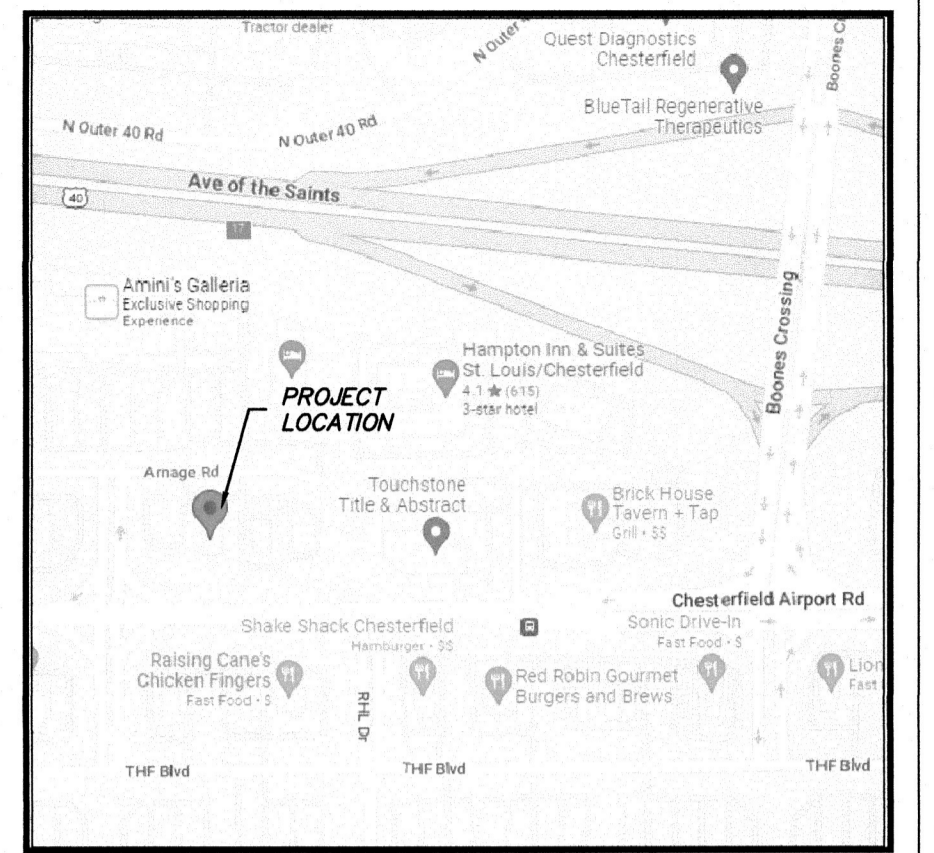 Tractor dealer
N Outer
Quest Diagnostics
Chesterfield
Boones
BlueTail Regenerative
Therapeutics
N Outer 40 Rd
N Outer 40 Rd
Ave of the Saints
40
17
Amini's Galleria
Exclusive Shopping
Experience
Boones Crossing
Hampton Inn & Suites
St. Louis/Chesterfield
4.1 ★ (615)
3-star hotel
PROJECT
LOCATION
Arnage Rd
Touchstone
Title & Abstract
Brick House
Tavern + Tap
Grill • $$
Chesterfield Airport Rd
Shake Shack Chesterfield
Hamburger • $$
Sonic Drive-In
Fast Food • $
Raising Cane's
Chicken Fingers
Fast Food • $
RHL Dr
Red Robin Gourmet
Burgers and Brews
Lion
Fast
THF Blvd
THF Blvd
THF Blvd